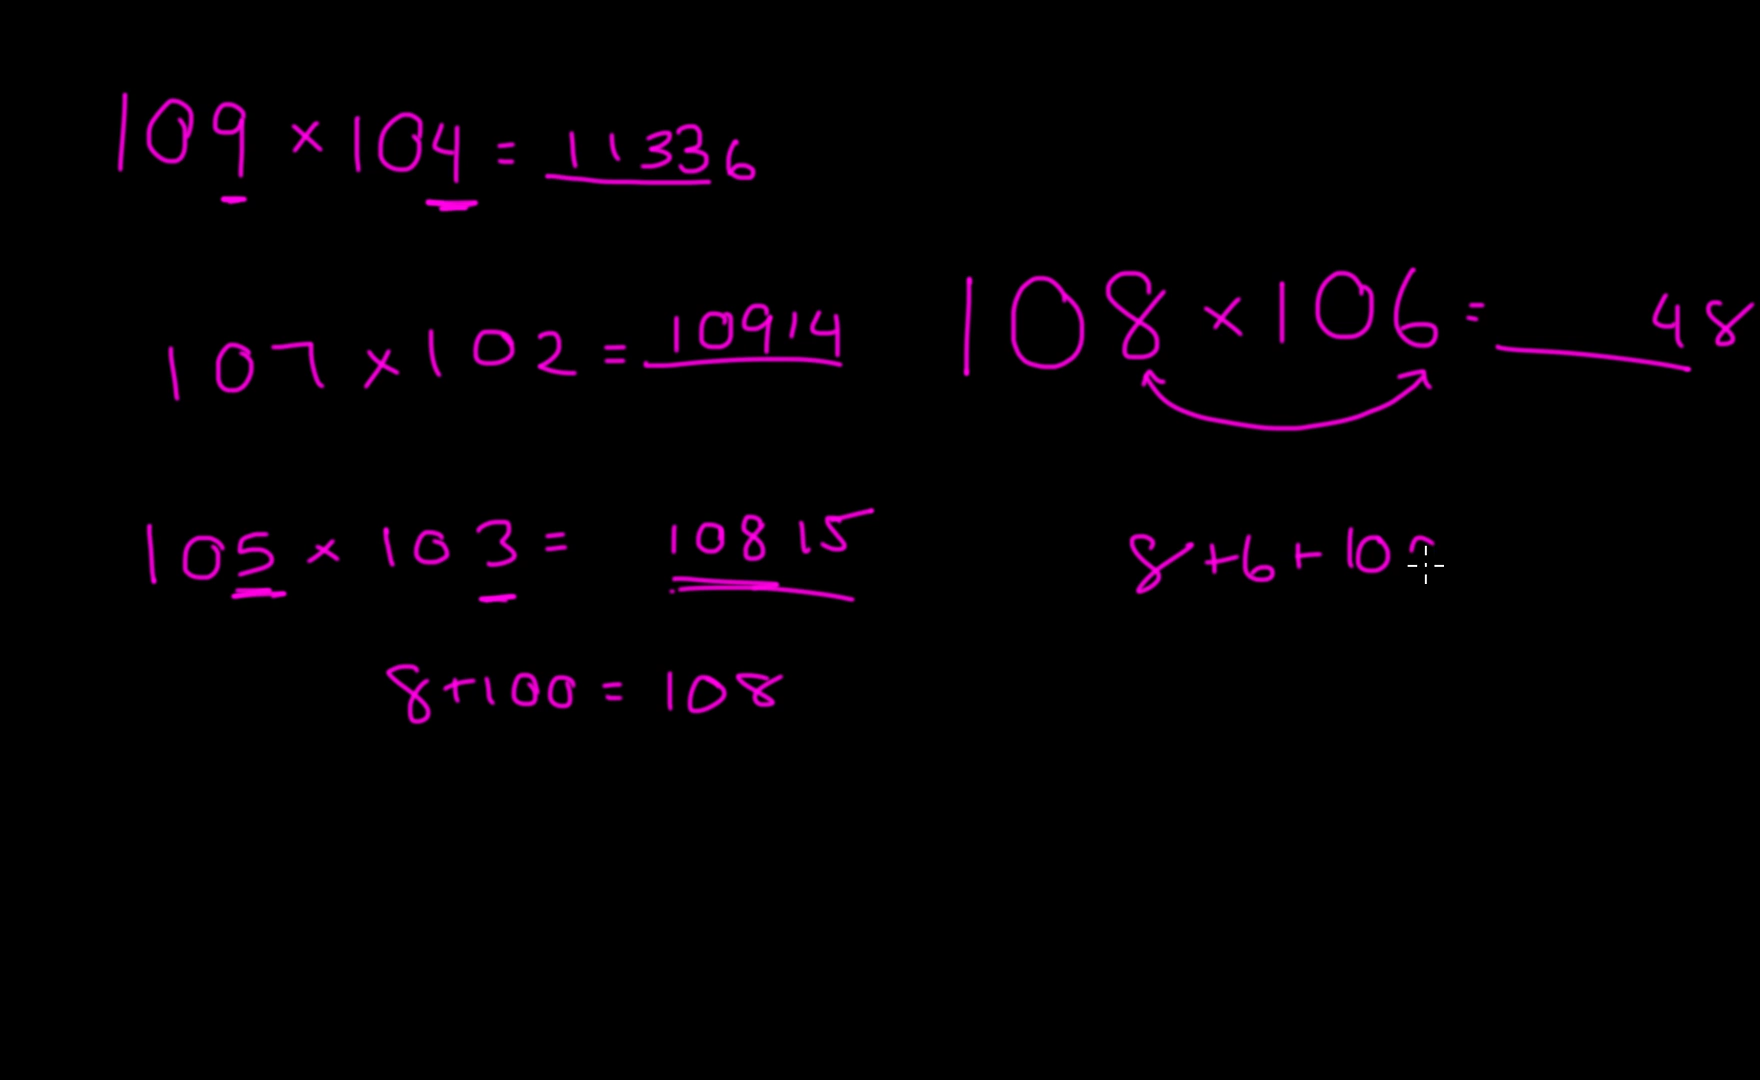 109 × 104 = 11336
107 × 102 = 10914
105 × 103 = 10815
8+100 = 108
108 × 106 = 48
8+6+10